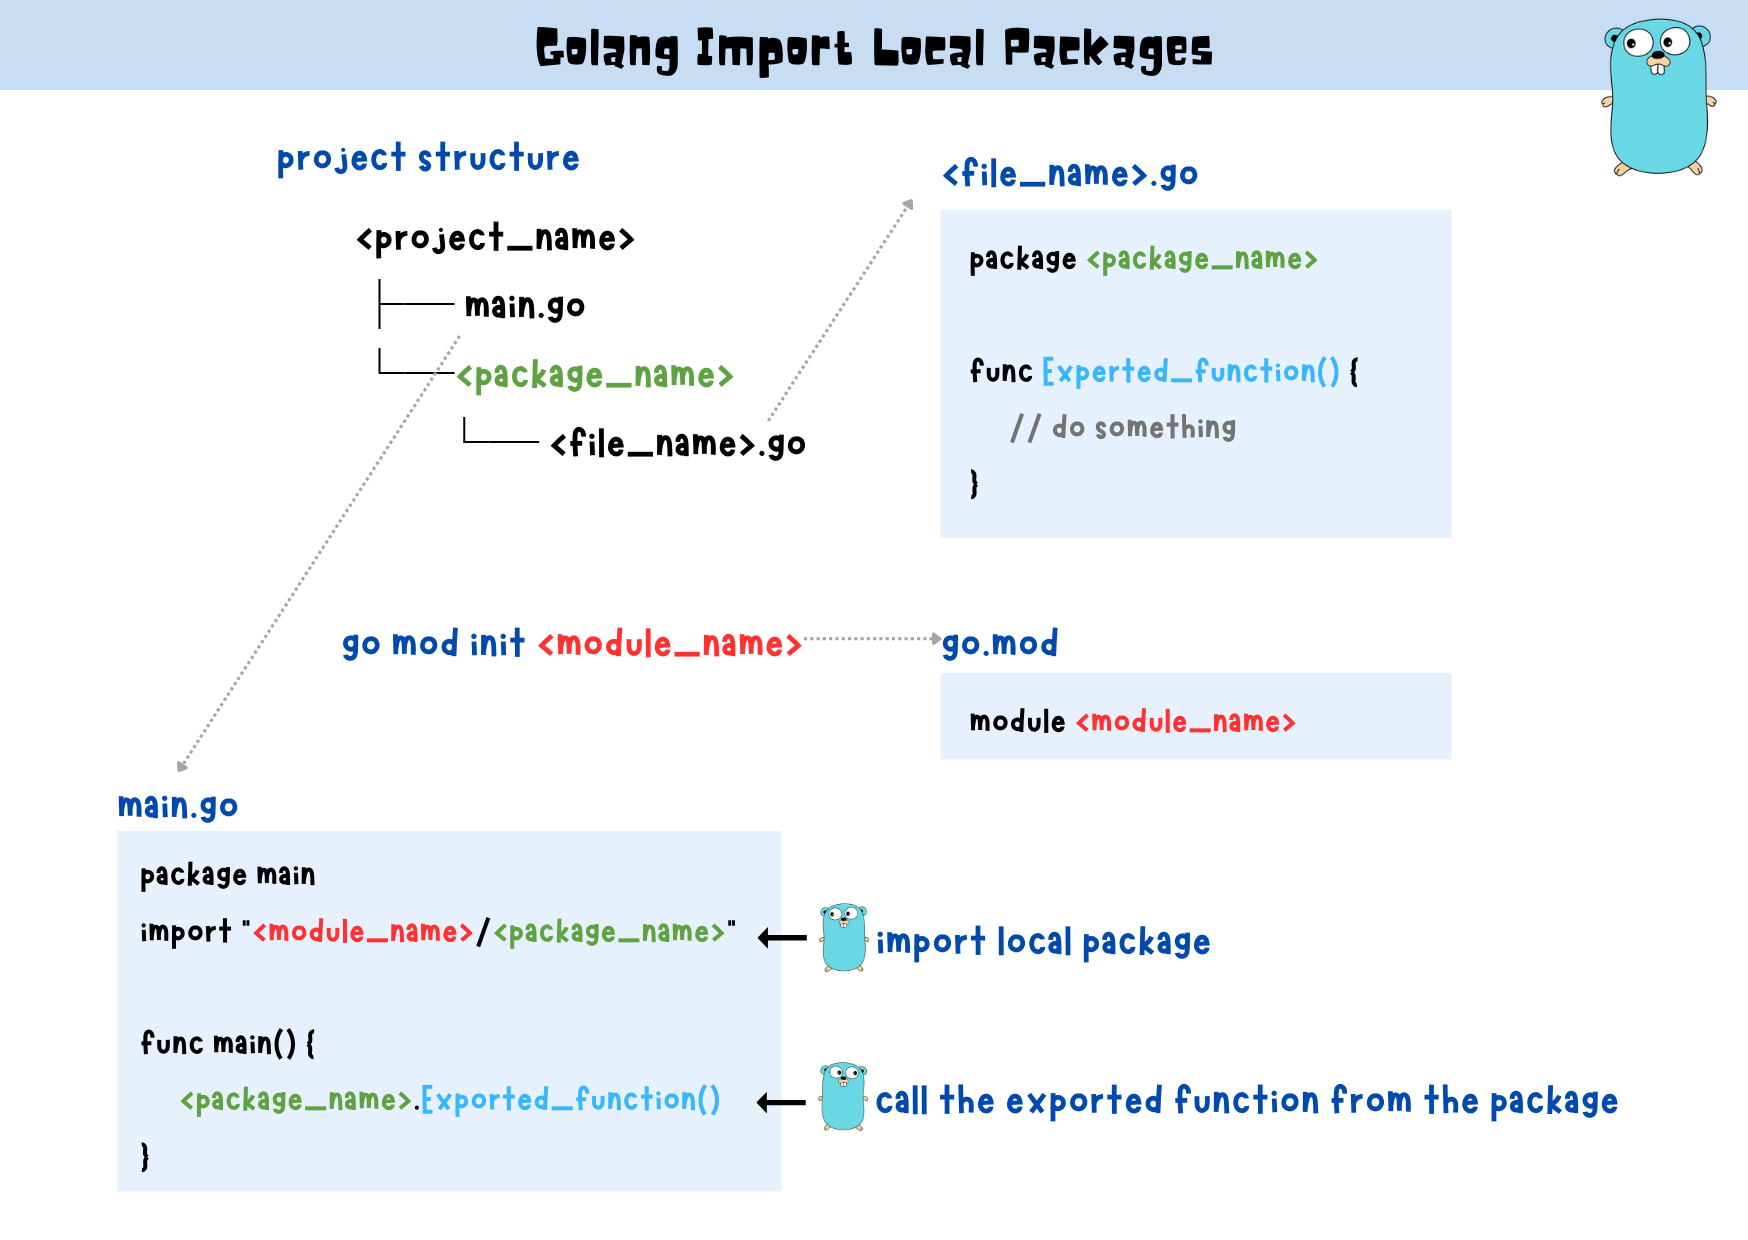 Golang Import Local Packages
project structure
<project_name>
main.go
<package_name>
<file_name>.go
<file_name>.go
package <package_name>
func Experted_function() {
// do something
}
go mod init <module_name>
go.mod
module <module_name>
main.go
package main
import "<module_name>/<package_name>"
import local package
func main() {
<package_name>.Exported_function()
call the exported function from the package
}